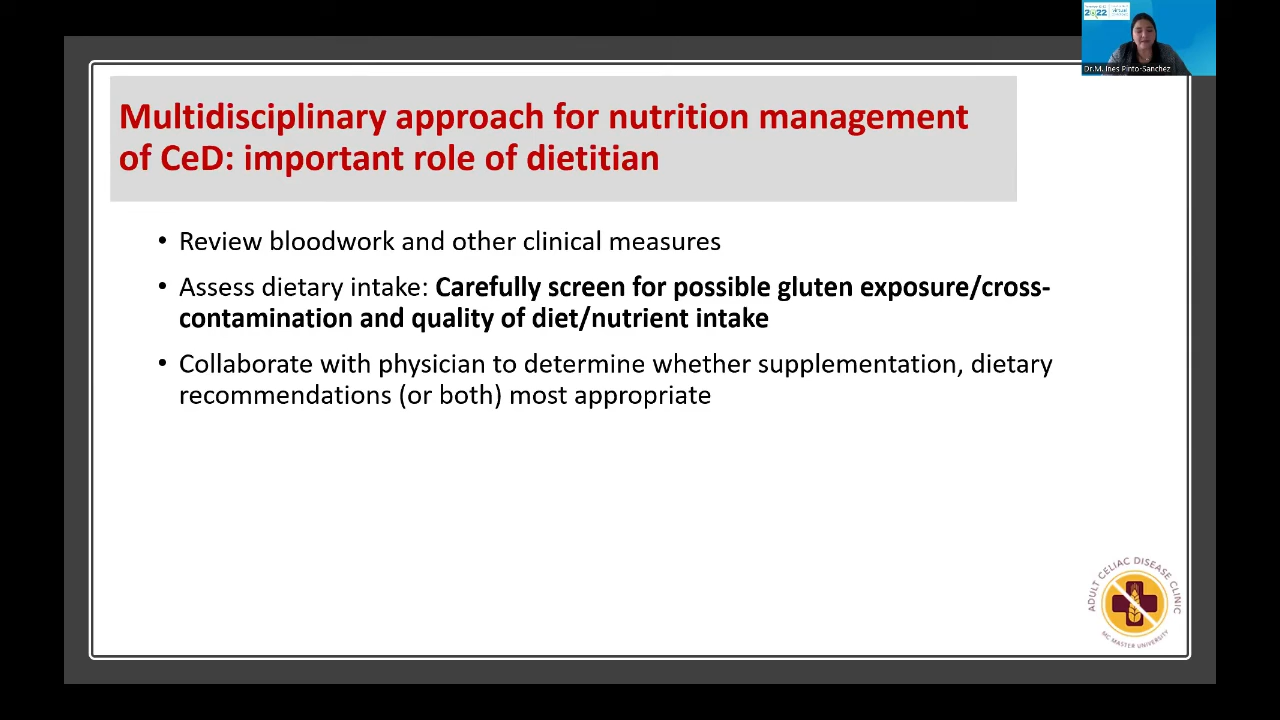 2022
Dr.M. Ines Pinto-Sanchez
Multidisciplinary approach for nutrition management
of CeD: important role of dietitian
• Review bloodwork and other clinical measures
• Assess dietary intake: Carefully screen for possible gluten exposure/cross-
contamination and quality of diet/nutrient intake
• Collaborate with physician to determine whether supplementation, dietary
recommendations (or both) most appropriate
ADULT CELIAC DISEASE CLINIC
MC MASTER UNIVERSITY